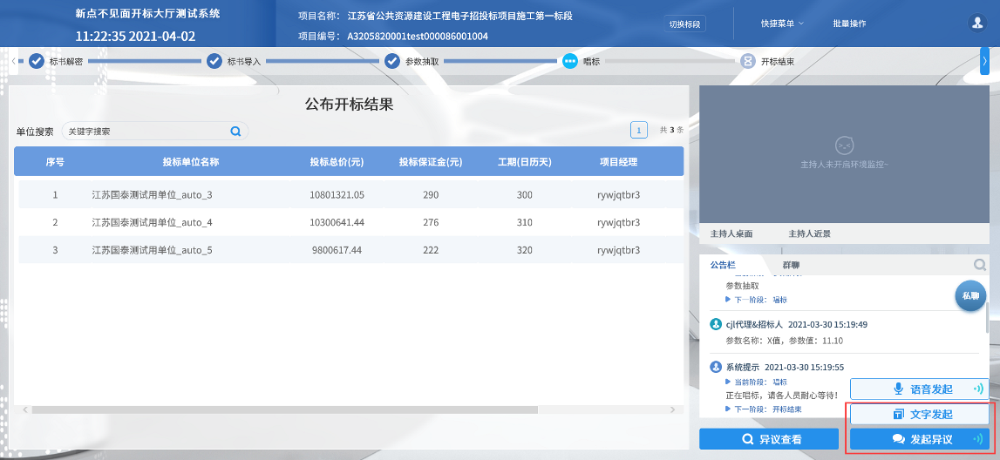 新点不见面开标大厅测试系统
11:22:35 2021-04-02
项目名称： 江苏省公共资源建设工程电子招投标项目施工第一标段
项目编号： A3205820001test000086001004
切换标段
快捷菜单
批量操作
标书解密
标书导入
参数抽取
唱标
开标结束
公布开标结果
单位搜索
关键字搜索
1
共 3 条
序号 投标单位名称 投标总价(元) 投标保证金(元) 工期(日历天) 项目经理
1 江苏国泰测试用单位_auto_3 10801321.05 290 300 rywjqtbr3
2 江苏国泰测试用单位_auto_4 10300641.44 276 310 rywjqtbr3
3 江苏国泰测试用单位_auto_5 9800617.44 222 320 rywjqtbr3
主持人未开启环境监控~
主持人桌面
主持人近景
公告栏
群聊
参数抽取
下一阶段： 唱标
私聊
cjl代理&招标人 2021-03-30 15:19:49
参数名称：X值，参数值：11.10
系统提示 2021-03-30 15:19:55
当前阶段： 唱标
正在唱标，请各人员耐心等待！
下一阶段： 开标结束
语音发起
文字发起
异议查看
发起异议